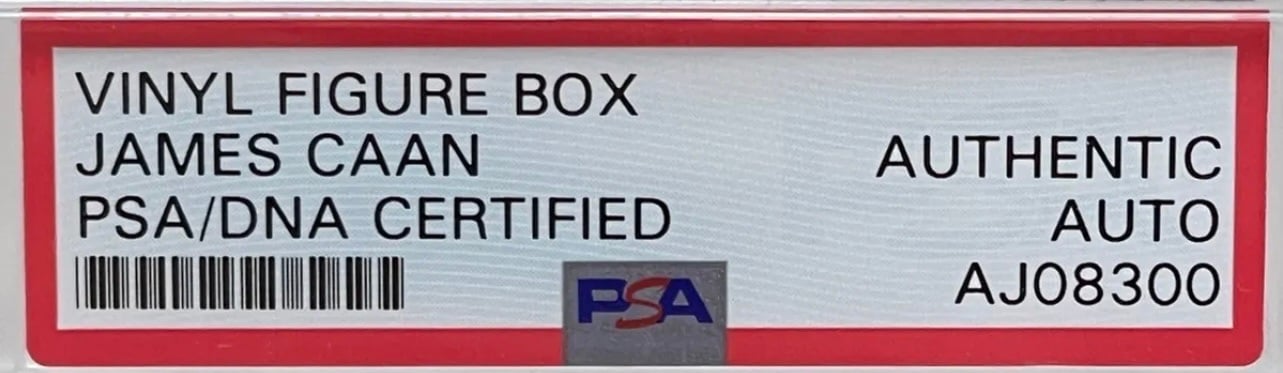 VINYL FIGURE BOX
JAMES CAAN
PSA/DNA CERTIFIED
AUTHENTIC
AUTO
AJ08300
PSA